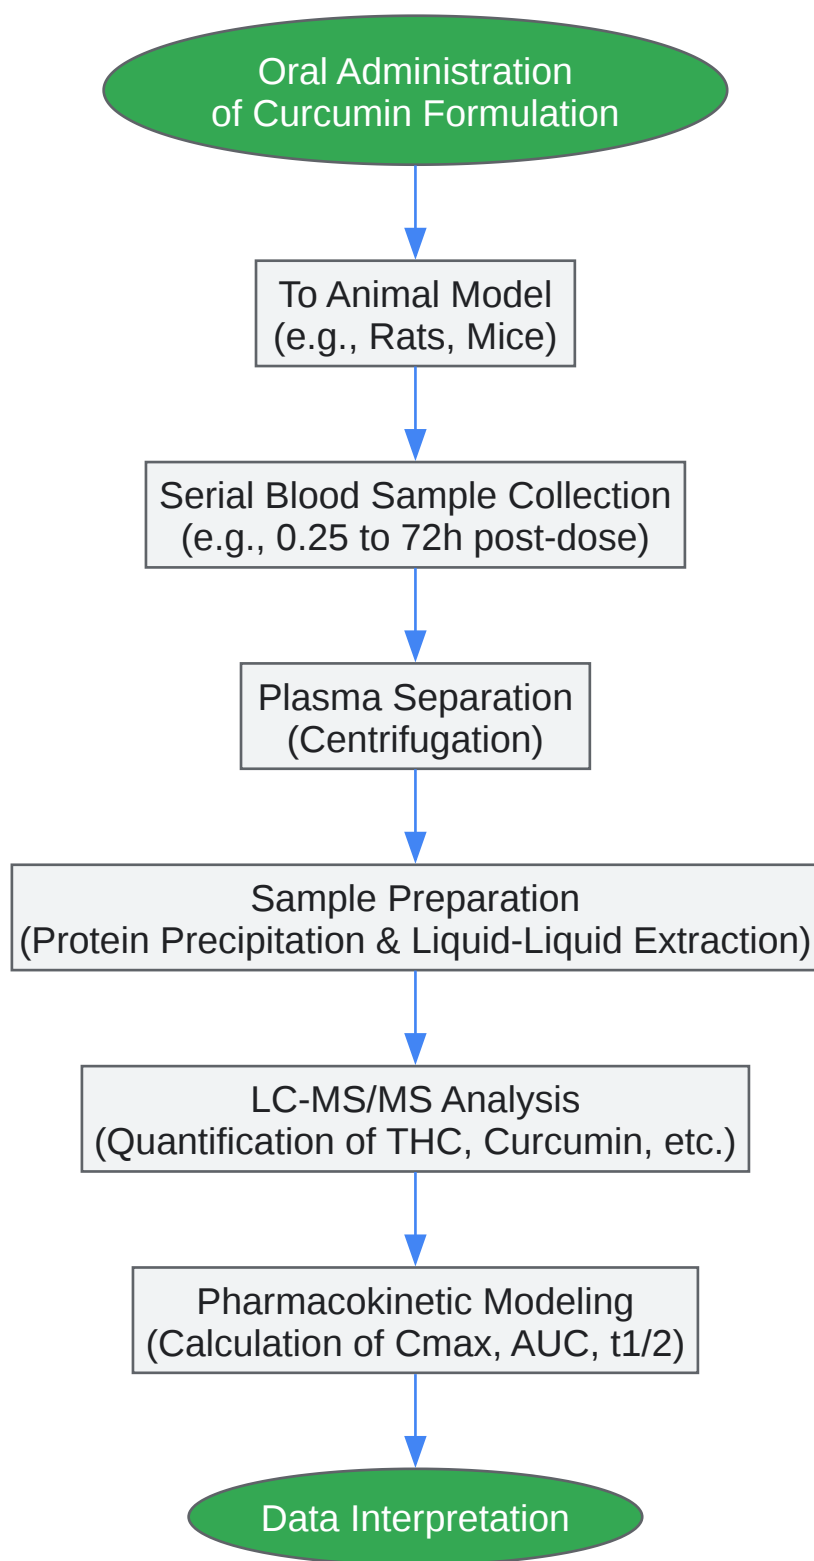 Oral Administration
of Curcumin Formulation
To Animal Model
(e.g., Rats, Mice)
Serial Blood Sample Collection
(e.g., 0.25 to 72h post-dose)
Plasma Separation
(Centrifugation)
Sample Preparation
(Protein Precipitation & Liquid-Liquid Extraction)
LC-MS/MS Analysis
(Quantification of THC, Curcumin, etc.)
Pharmacokinetic Modeling
(Calculation of Cmax, AUC, t1/2)
Data Interpretation